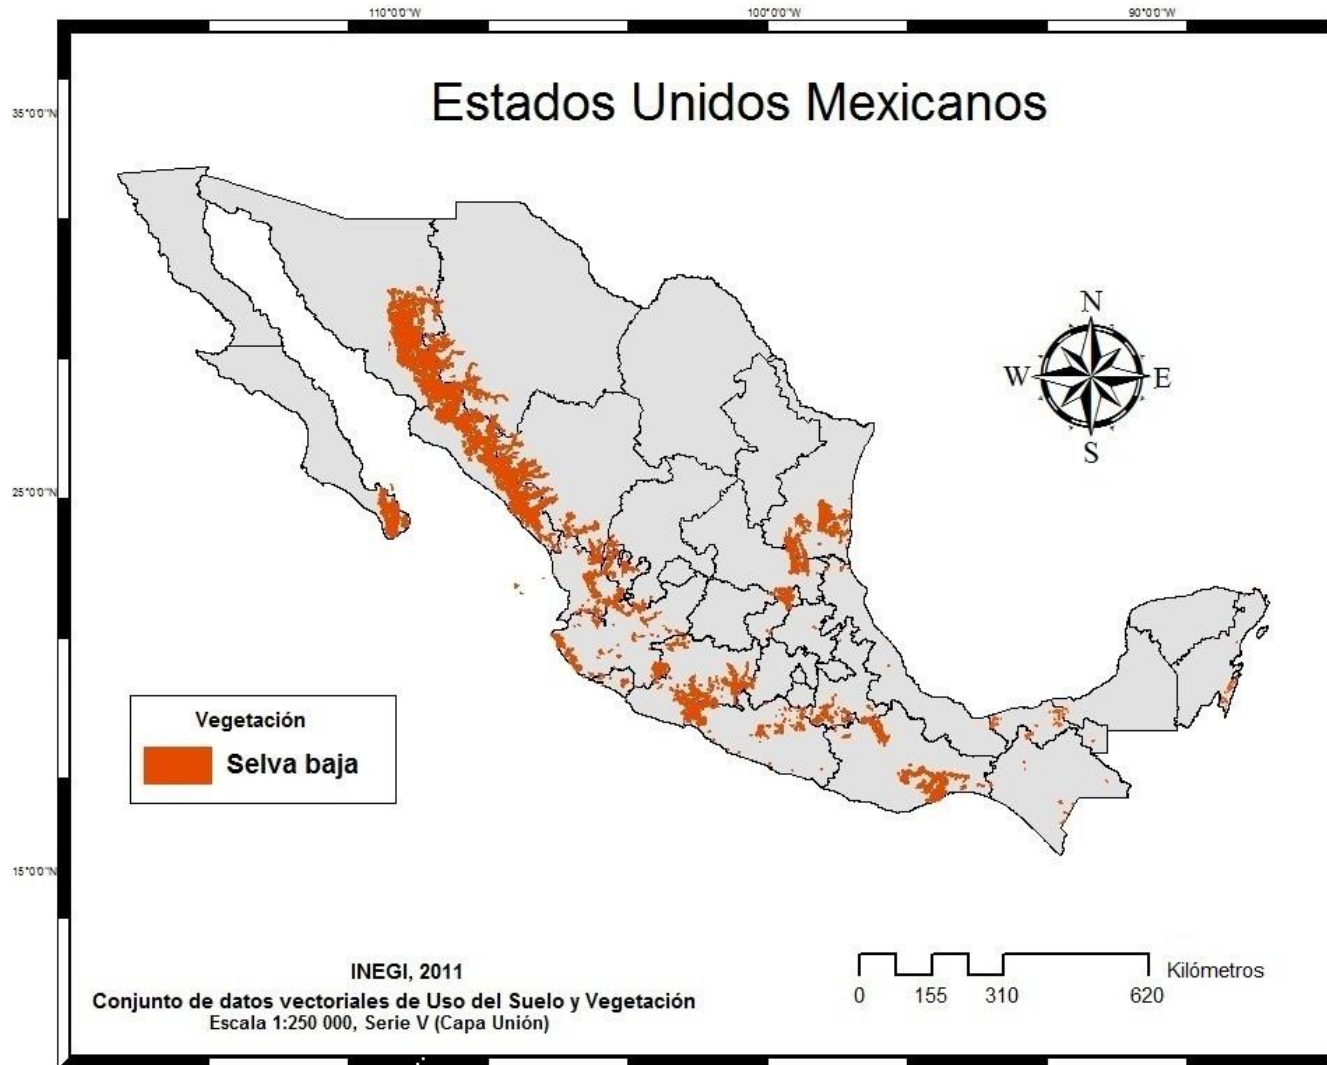 110°0'0"W
100°0'0"W
90°0'0"W
Estados Unidos Mexicanos
35°0'0"N
N
W
E
S
25°0'0"N
Vegetación
Selva baja
15°0'0"N
INEGI, 2011
Conjunto de datos vectoriales de Uso del Suelo y Vegetación
Escala 1:250 000, Serie V (Capa Unión)
Kilómetros
0 155 310 620